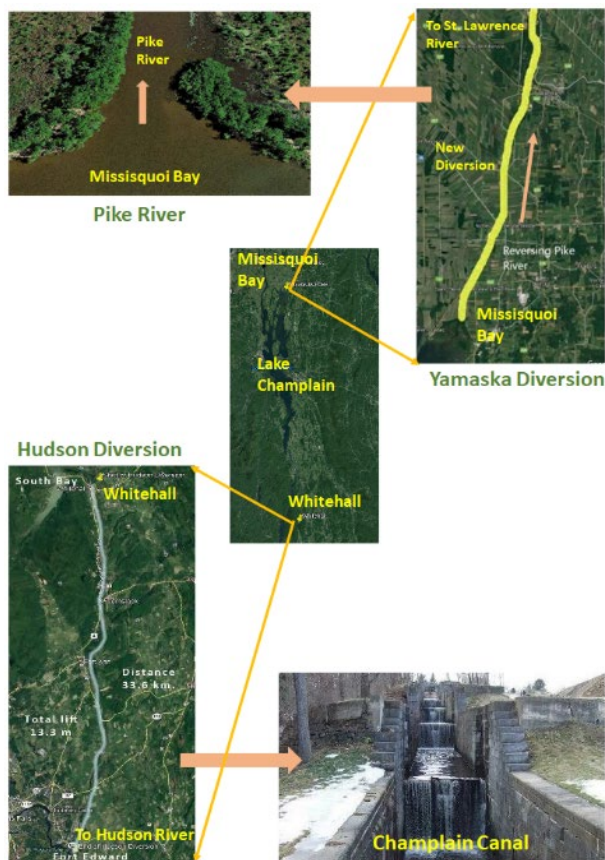 Pike
River
Missisquoi Bay
Pike River
To St. Lawrence
River
New
Diversion
Reversing Pike
River
Missisquoi
Bay
Yamaska Diversion
Missisquoi
Bay
Lake
Champlain
Whitehall
Hudson Diversion
South Bay
Whitehall
Distance
33.6 km.
Total lift
13.3 m
To Hudson River
Fort Edward
Champlain Canal